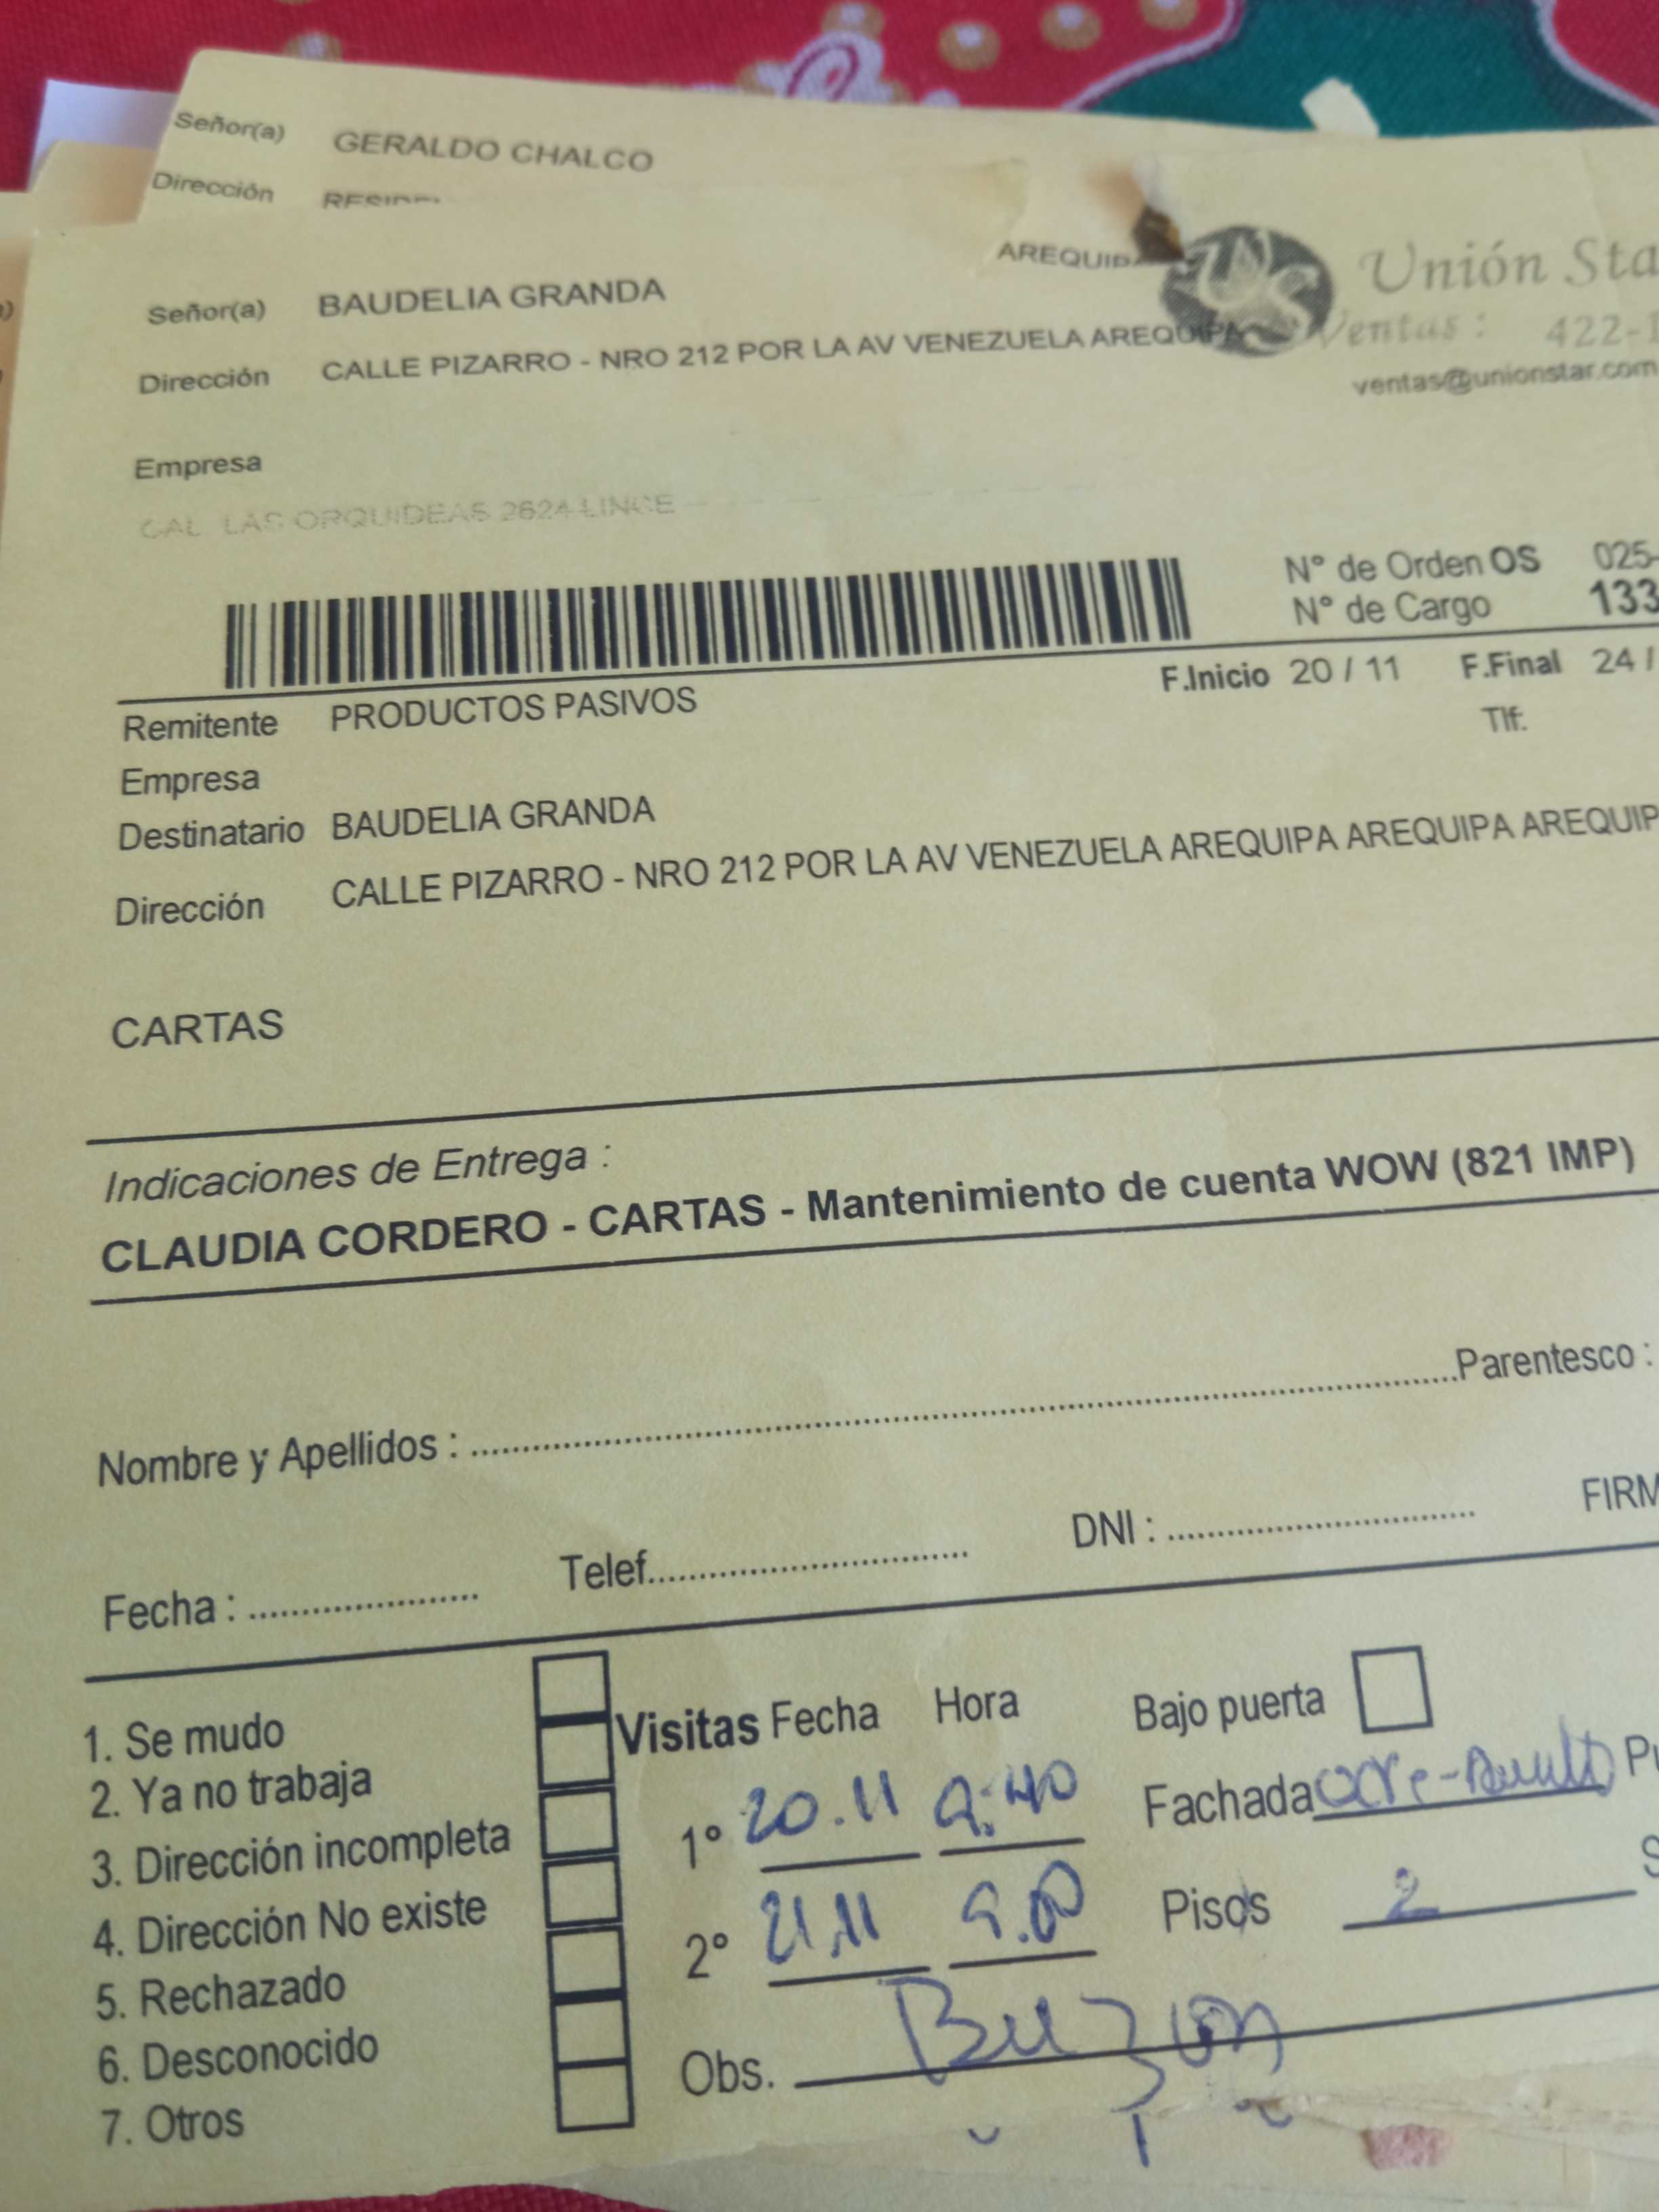 Señor(a) GERALDO CHALCO
Dirección
AREQUIPA
Unión Sta
Ventas : 422-1
ventas@unionstar.com
Señor(a) BAUDELIA GRANDA
Dirección CALLE PIZARRO - NRO 212 POR LA AV VENEZUELA AREQUIPA
Empresa
CAL LAS ORQUIDEAS 2624 LINCE
N° de Orden OS 025-
N° de Cargo 133
F.Inicio 20 / 11 F.Final 24 /
Remitente PRODUCTOS PASIVOS
Tlf:
Empresa
Destinatario BAUDELIA GRANDA
Dirección CALLE PIZARRO - NRO 212 POR LA AV VENEZUELA AREQUIPA AREQUIPA AREQUIP
CARTAS
Indicaciones de Entrega :
CLAUDIA CORDERO - CARTAS - Mantenimiento de cuenta WOW (821 IMP)
Nombre y Apellidos : Parentesco :
Fecha : Telef. DNI : FIRM
1. Se mudo
2. Ya no trabaja
3. Dirección incompleta
4. Dirección No existe
5. Rechazado
6. Desconocido
7. Otros
Visitas Fecha Hora Bajo puerta
1° 20.11 9:40 Fachada
2° 21.11 9.00 Pisos 2
Obs. Buzon